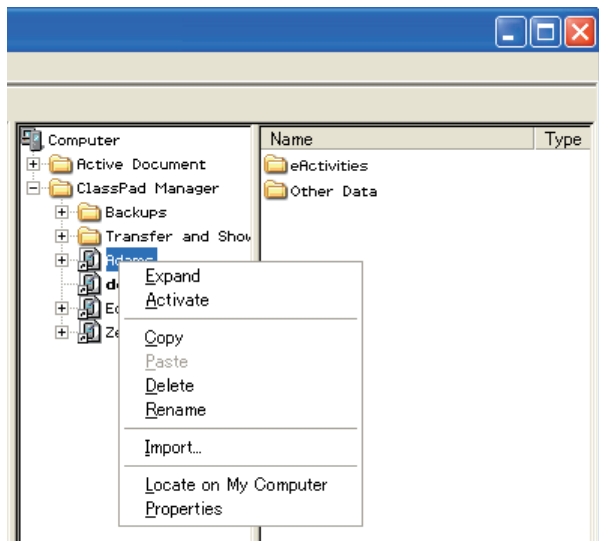 Computer
Name
Type
Active Document
eActivities
ClassPad Manager
Other Data
Backups
Transfer and Show
Adams
Expand
Activate
Copy
Paste
Delete
Rename
Import...
Locate on My Computer
Properties